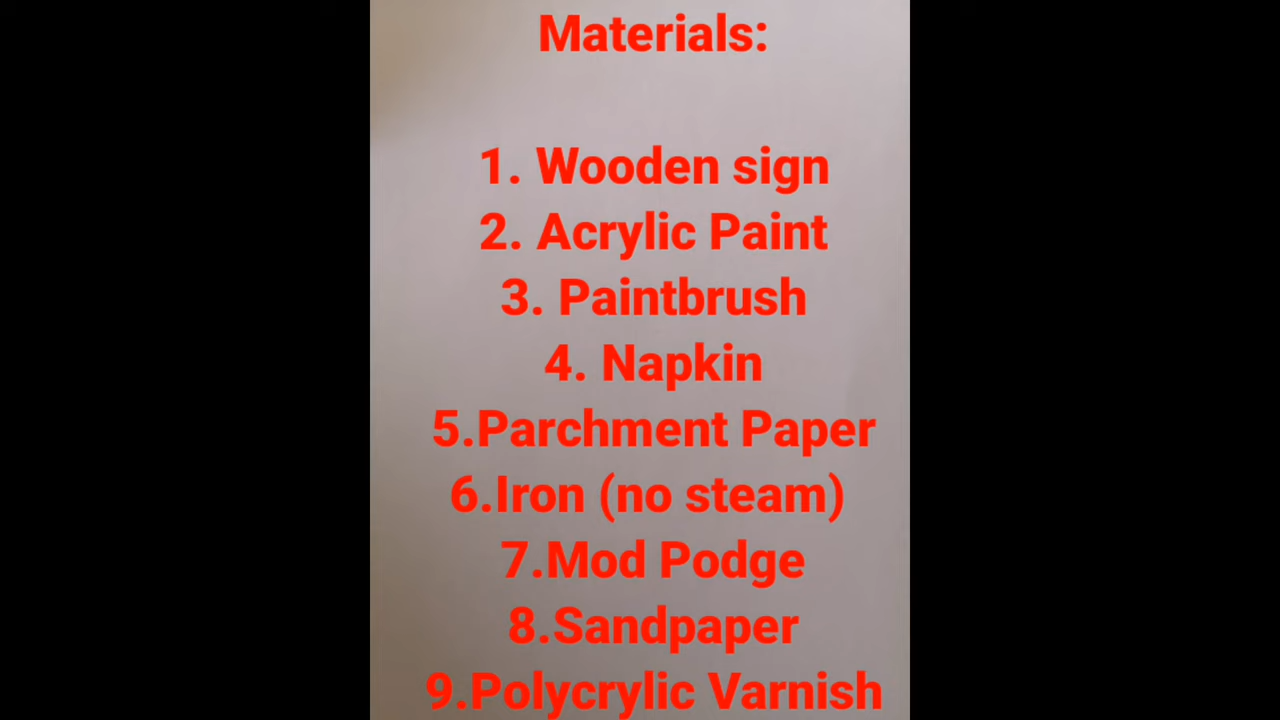 Materials:
1. Wooden sign
2. Acrylic Paint
3. Paintbrush
4. Napkin
5.Parchment Paper
6.Iron (no steam)
7.Mod Podge
8.Sandpaper
9.Polycrylic Varnish